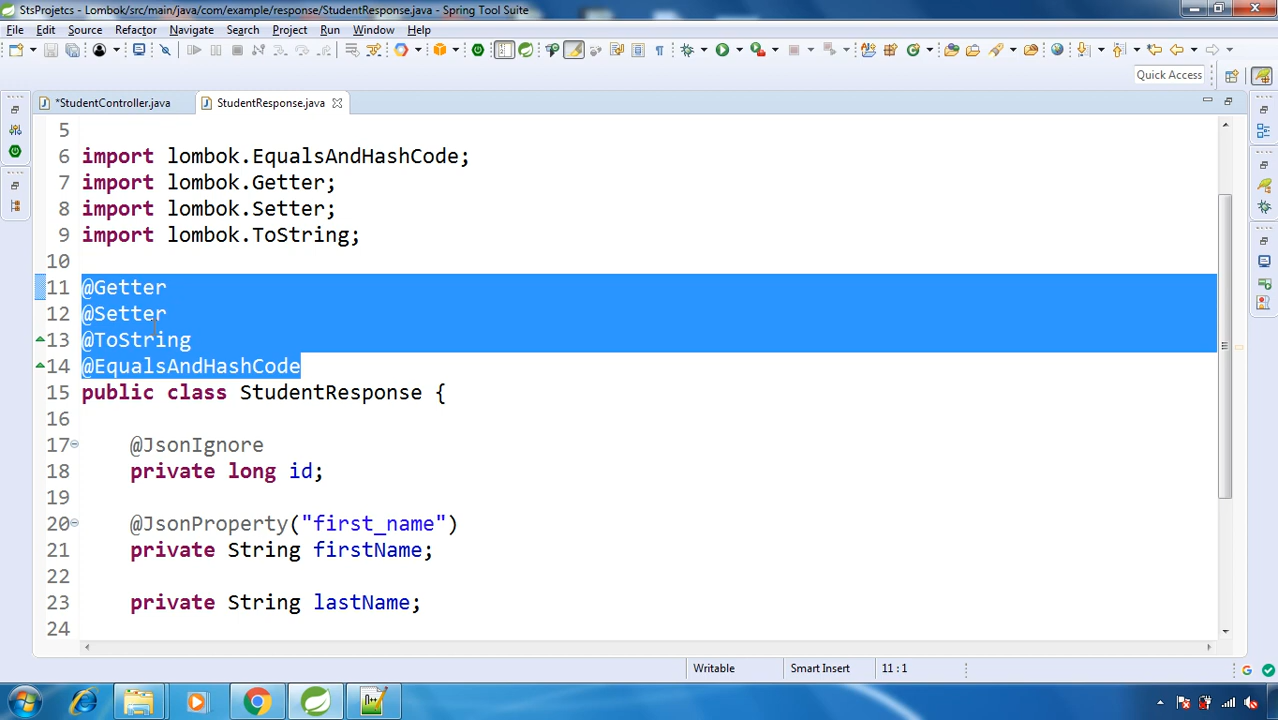 StsProjetcs - Lombok/src/main/java/com/example/response/StudentResponse.java - Spring Tool Suite
File Edit Source Refactor Navigate Search Project Run Window Help
Quick Access
*StudentController.java StudentResponse.java
5
6 import lombok.EqualsAndHashCode;
7 import lombok.Getter;
8 import lombok.Setter;
9 import lombok.ToString;
10
11 @Getter
12 @Setter
13 @ToString
14 @EqualsAndHashCode
15 public class StudentResponse {
16
17 @JsonIgnore
18 private long id;
19
20 @JsonProperty("first_name")
21 private String firstName;
22
23 private String lastName;
24
Writable Smart Insert 11 : 1